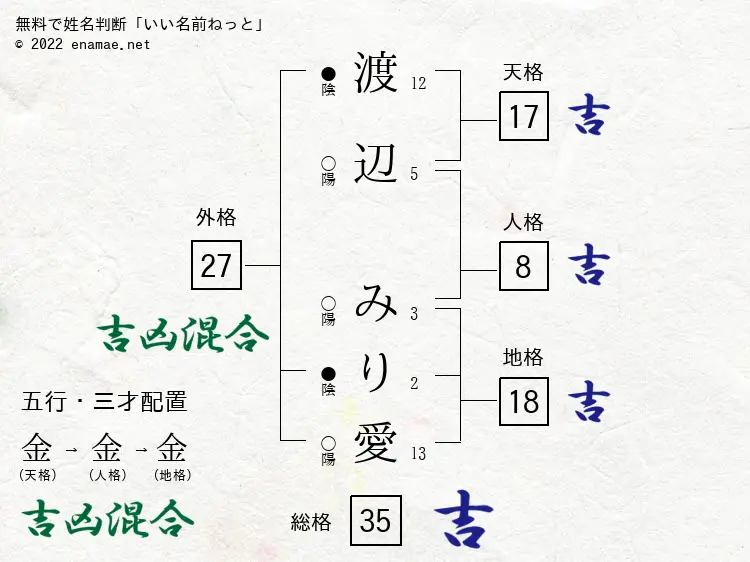 無料で姓名判断「いい名前ねっと」
© 2022 enamae.net
●陰 渡 12
○陽 辺 5
○陽 み 3
●陰 り 2
○陽 愛 13
天格
17 吉
人格
8 吉
地格
18 吉
外格
27
吉凶混合
五行・三才配置
金→金→金
(天格) (人格) (地格)
吉凶混合
総格 35 吉